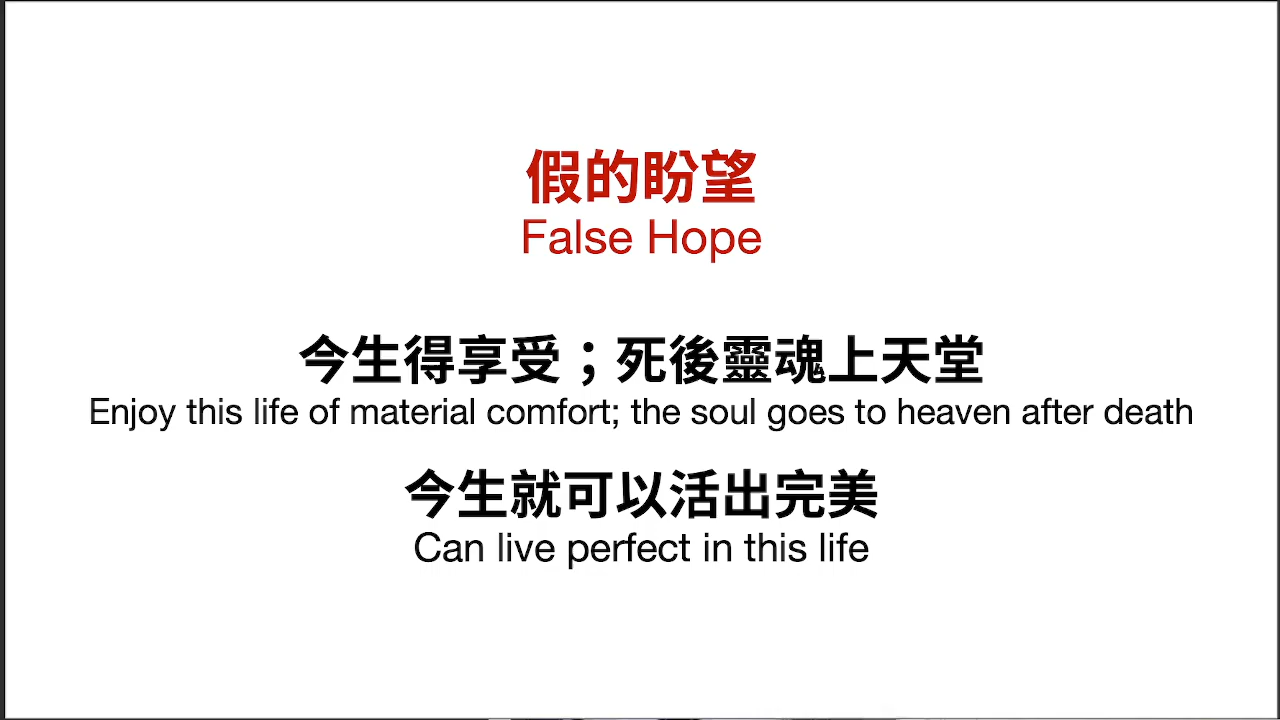 假的盼望
False Hope
今生得享受；死後靈魂上天堂
Enjoy this life of material comfort; the soul goes to heaven after death
今生就可以活出完美
Can live perfect in this life